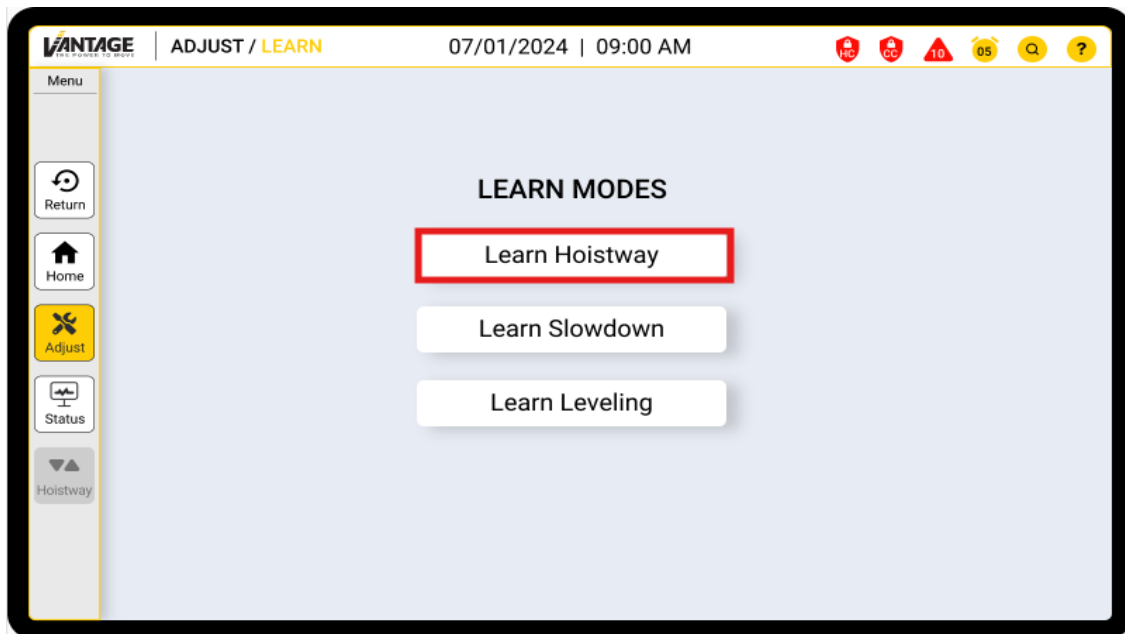 VANTAGE
THE POWER TO MOVE
ADJUST / LEARN
07/01/2024 | 09:00 AM
HC
CC
10
05
?
Menu
Return
Home
Adjust
Status
Hoistway
LEARN MODES
Learn Hoistway
Learn Slowdown
Learn Leveling